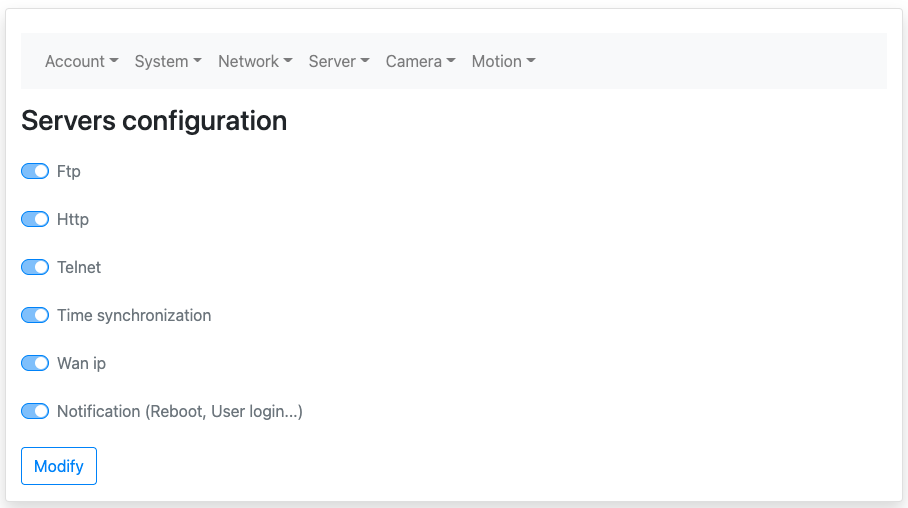 Account System Network Server Camera Motion
Servers configuration
Ftp
Http
Telnet
Time synchronization
Wan ip
Notification (Reboot, User login...)
Modify